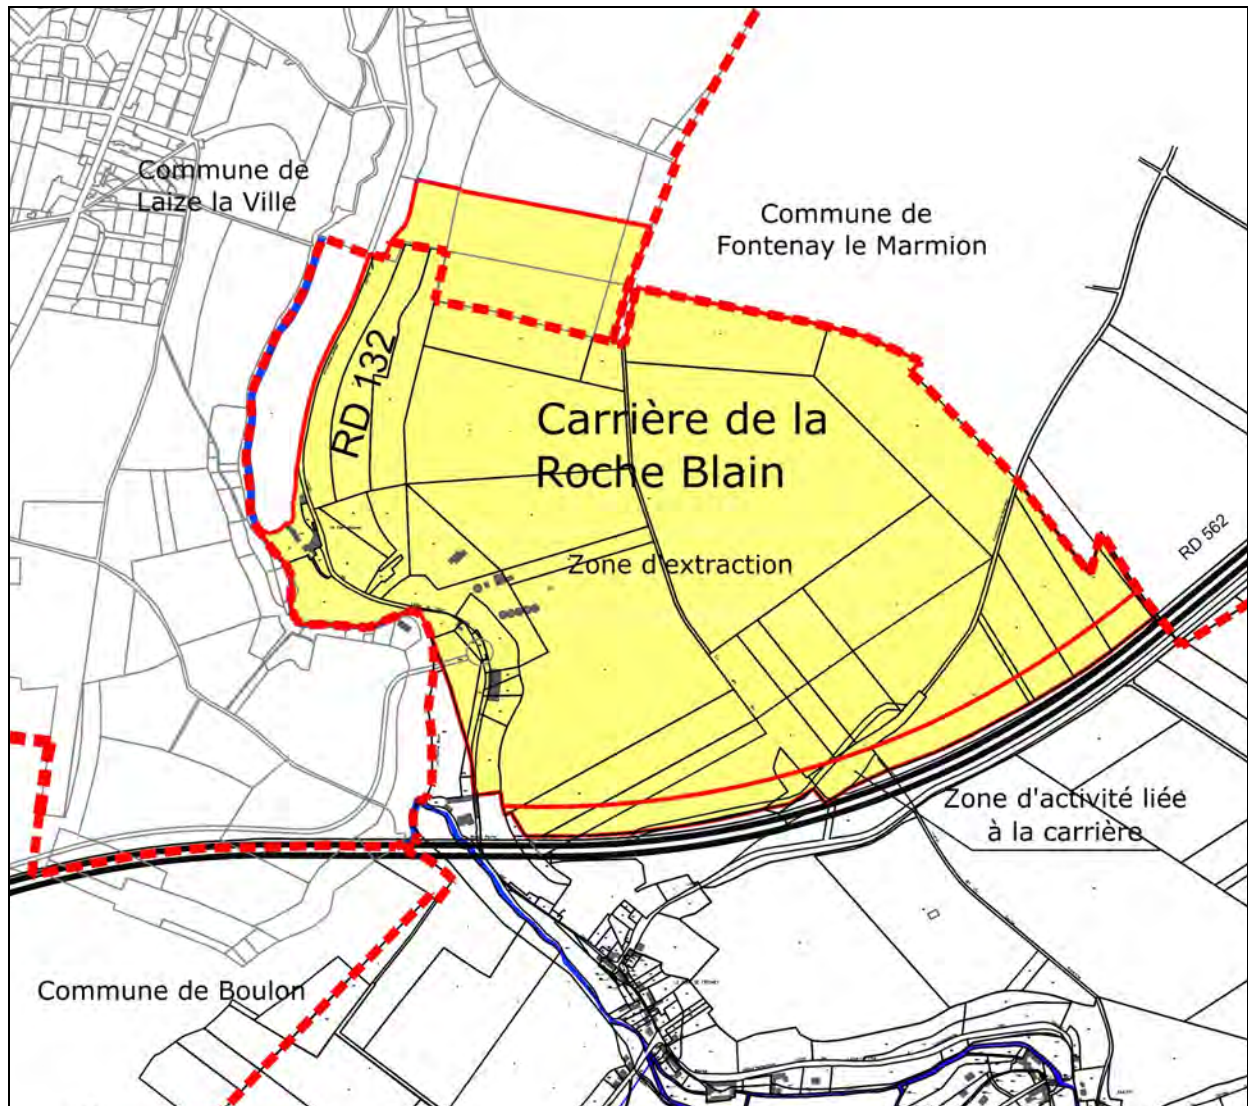 Commune de
Laize la Ville
Commune de
Fontenay le Marmion
RD 132
Carrière de la
Roche Blain
Zone d'extraction
RD 562
Zone d'activité liée
à la carrière
Commune de Boulon